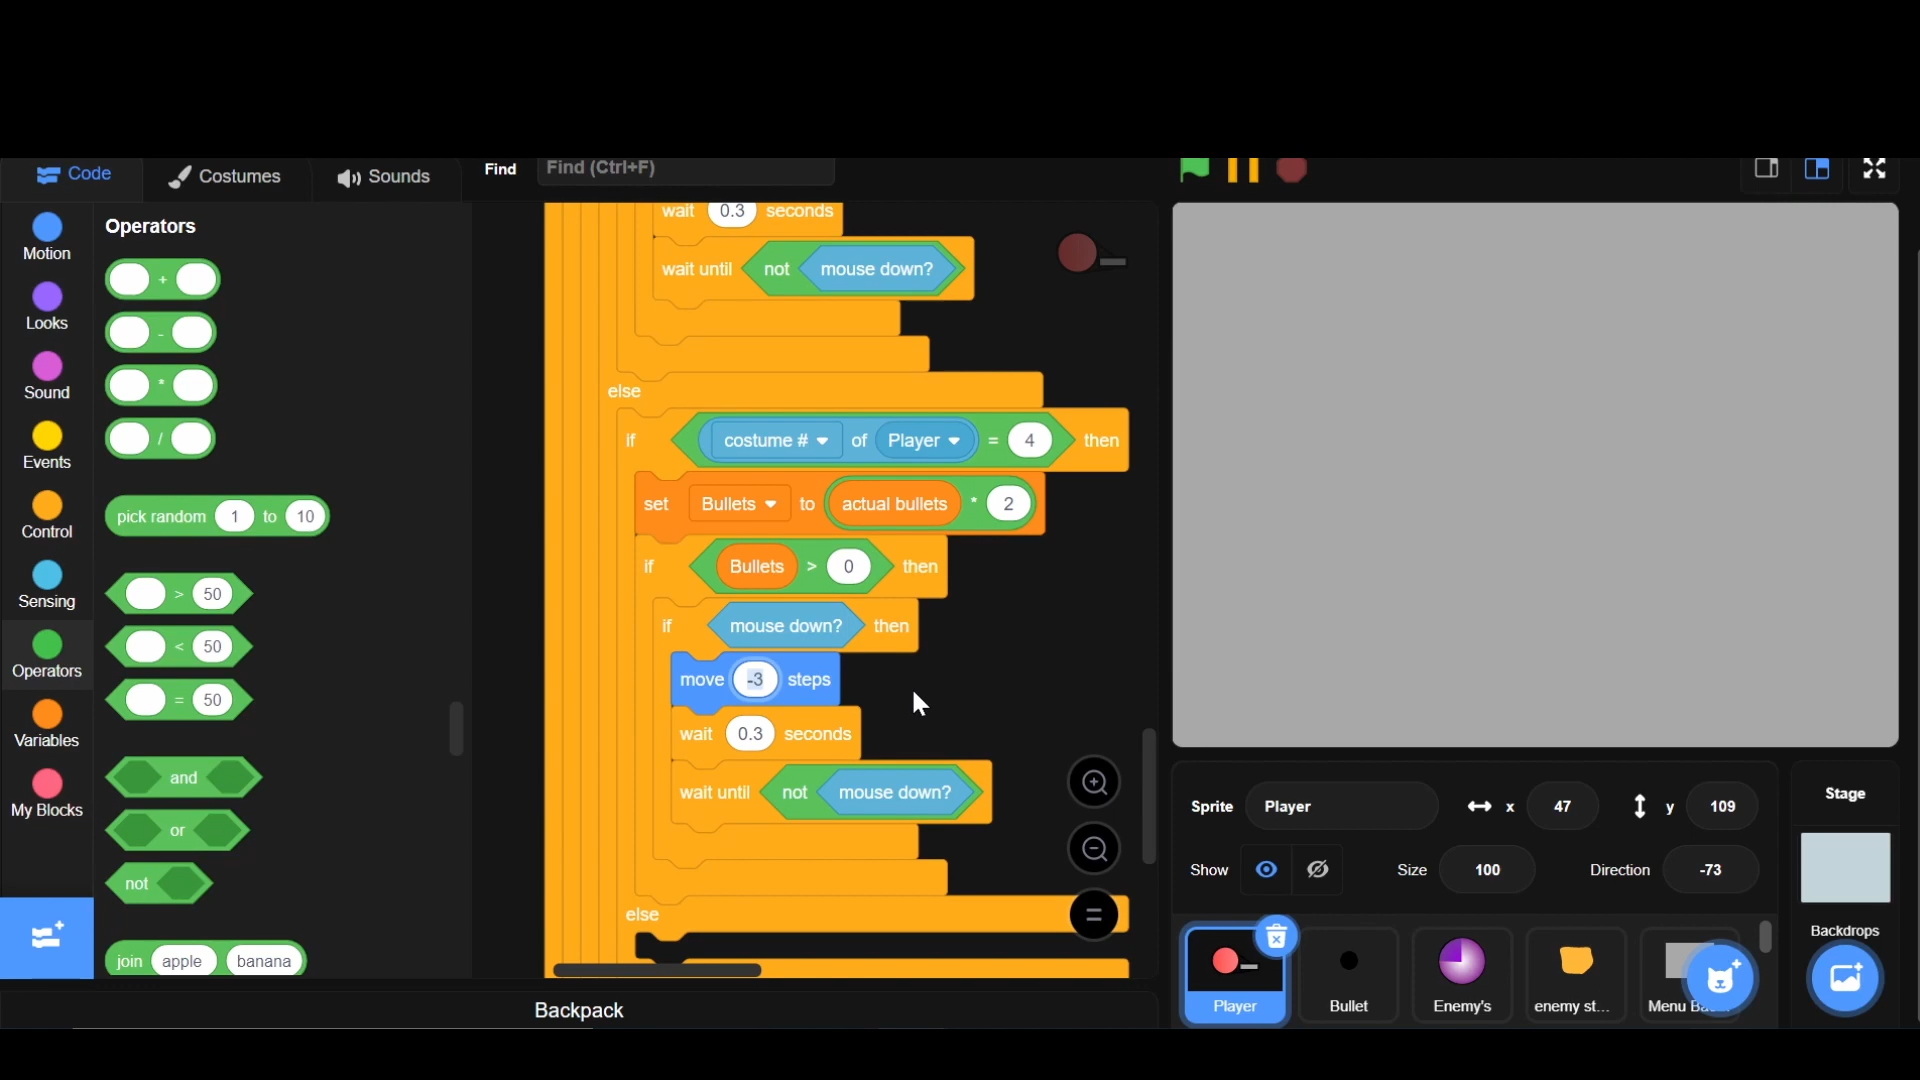 Code
Costumes
Sounds
Find
Find (Ctrl+F)
Motion
Looks
Sound
Events
Control
Sensing
Operators
Variables
My Blocks
Operators
+
-
*
/
pick random 1 to 10
> 50
< 50
= 50
and
or
not
join apple banana
wait 0.3 seconds
wait until not mouse down?
else
if costume # of Player = 4 then
set Bullets to actual bullets * 2
if Bullets > 0 then
if mouse down? then
move -3 steps
wait 0.3 seconds
wait until not mouse down?
else
Backpack
Sprite Player x 47 y 109
Show Size 100 Direction -73
Player
Bullet
Enemy's
enemy st...
Menu
Stage
Backdrops